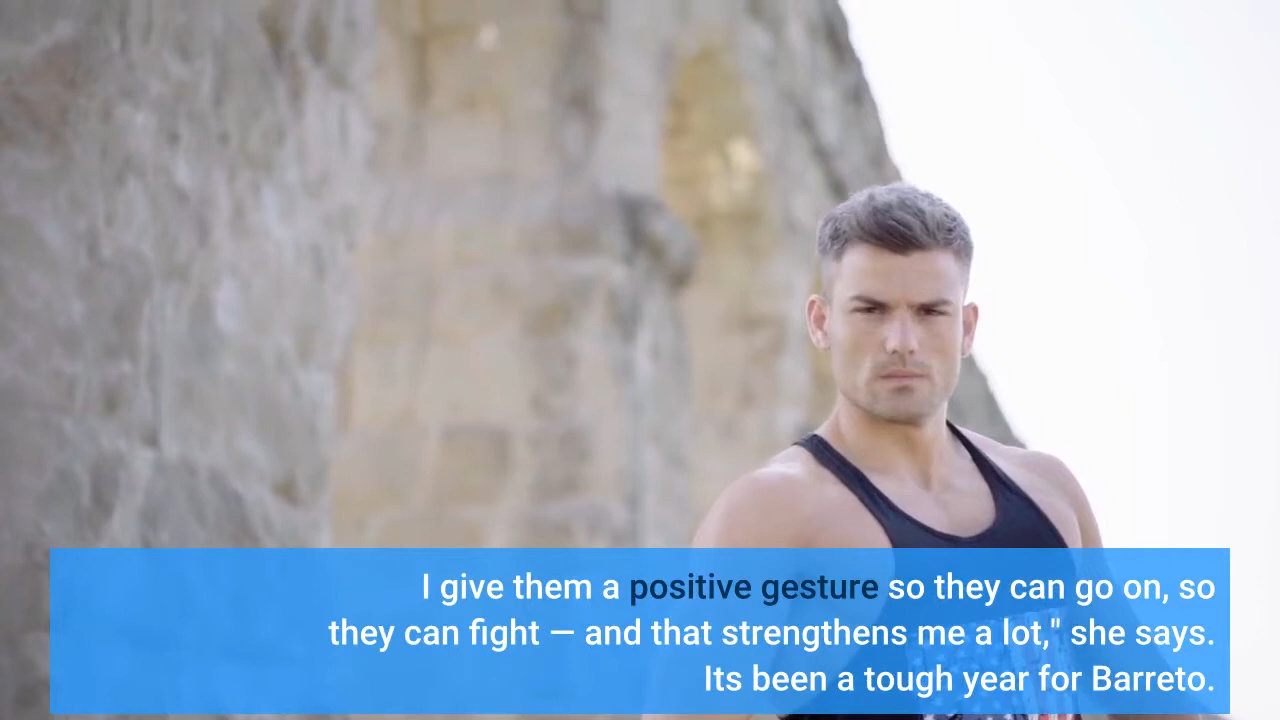 I give them a positive gesture so they can go on, so
they can fight — and that strengthens me a lot," she says.
Its been a tough year for Barreto.